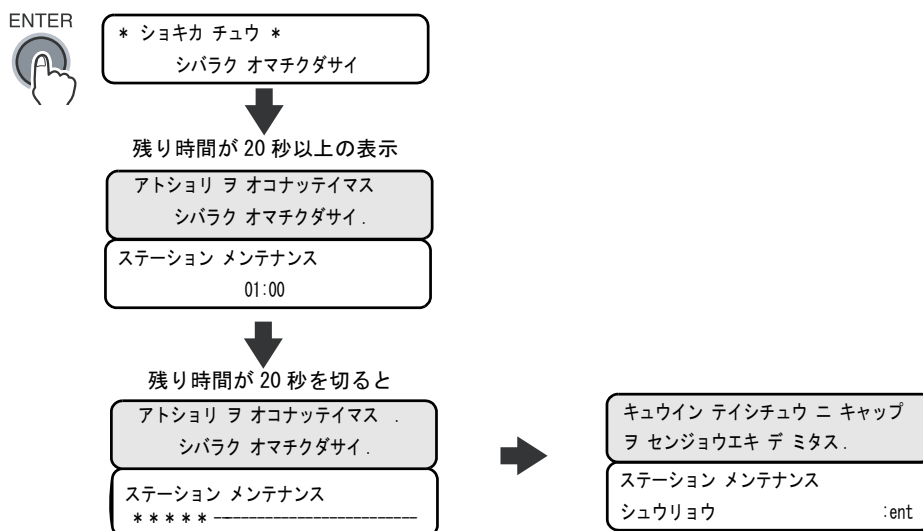 ENTER
* ショキカ チュウ *
シバラク オマチクダサイ
残り時間が 20 秒以上の表示
アトショリ ヲ オコナッテイマス
シバラク オマチクダサイ.
ステーション メンテナンス
01:00
残り時間が 20 秒を切ると
アトショリ ヲ オコナッテイマス .
シバラク オマチクダサイ.
ステーション メンテナンス
*****-------------------------
キュウイン テイシチュウ ニ キャップ
ヲ センジョウエキ デ ミタス.
ステーション メンテナンス
シュウリョウ :ent